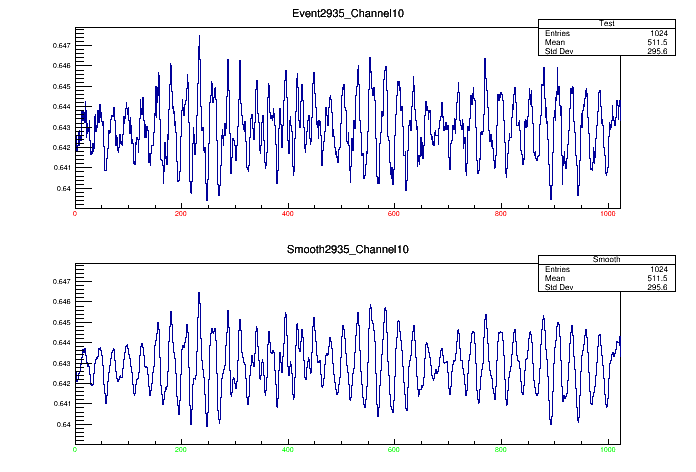 Event2935_Channel10
Test
Entries 1024
Mean 511.5
Std Dev 295.6
0.647
0.646
0.645
0.644
0.643
0.642
0.641
0.64
0 200 400 600 800 1000
Smooth2935_Channel10
Smooth
Entries 1024
Mean 511.5
Std Dev 295.6
0.647
0.646
0.645
0.644
0.643
0.642
0.641
0.64
0 200 400 600 800 1000